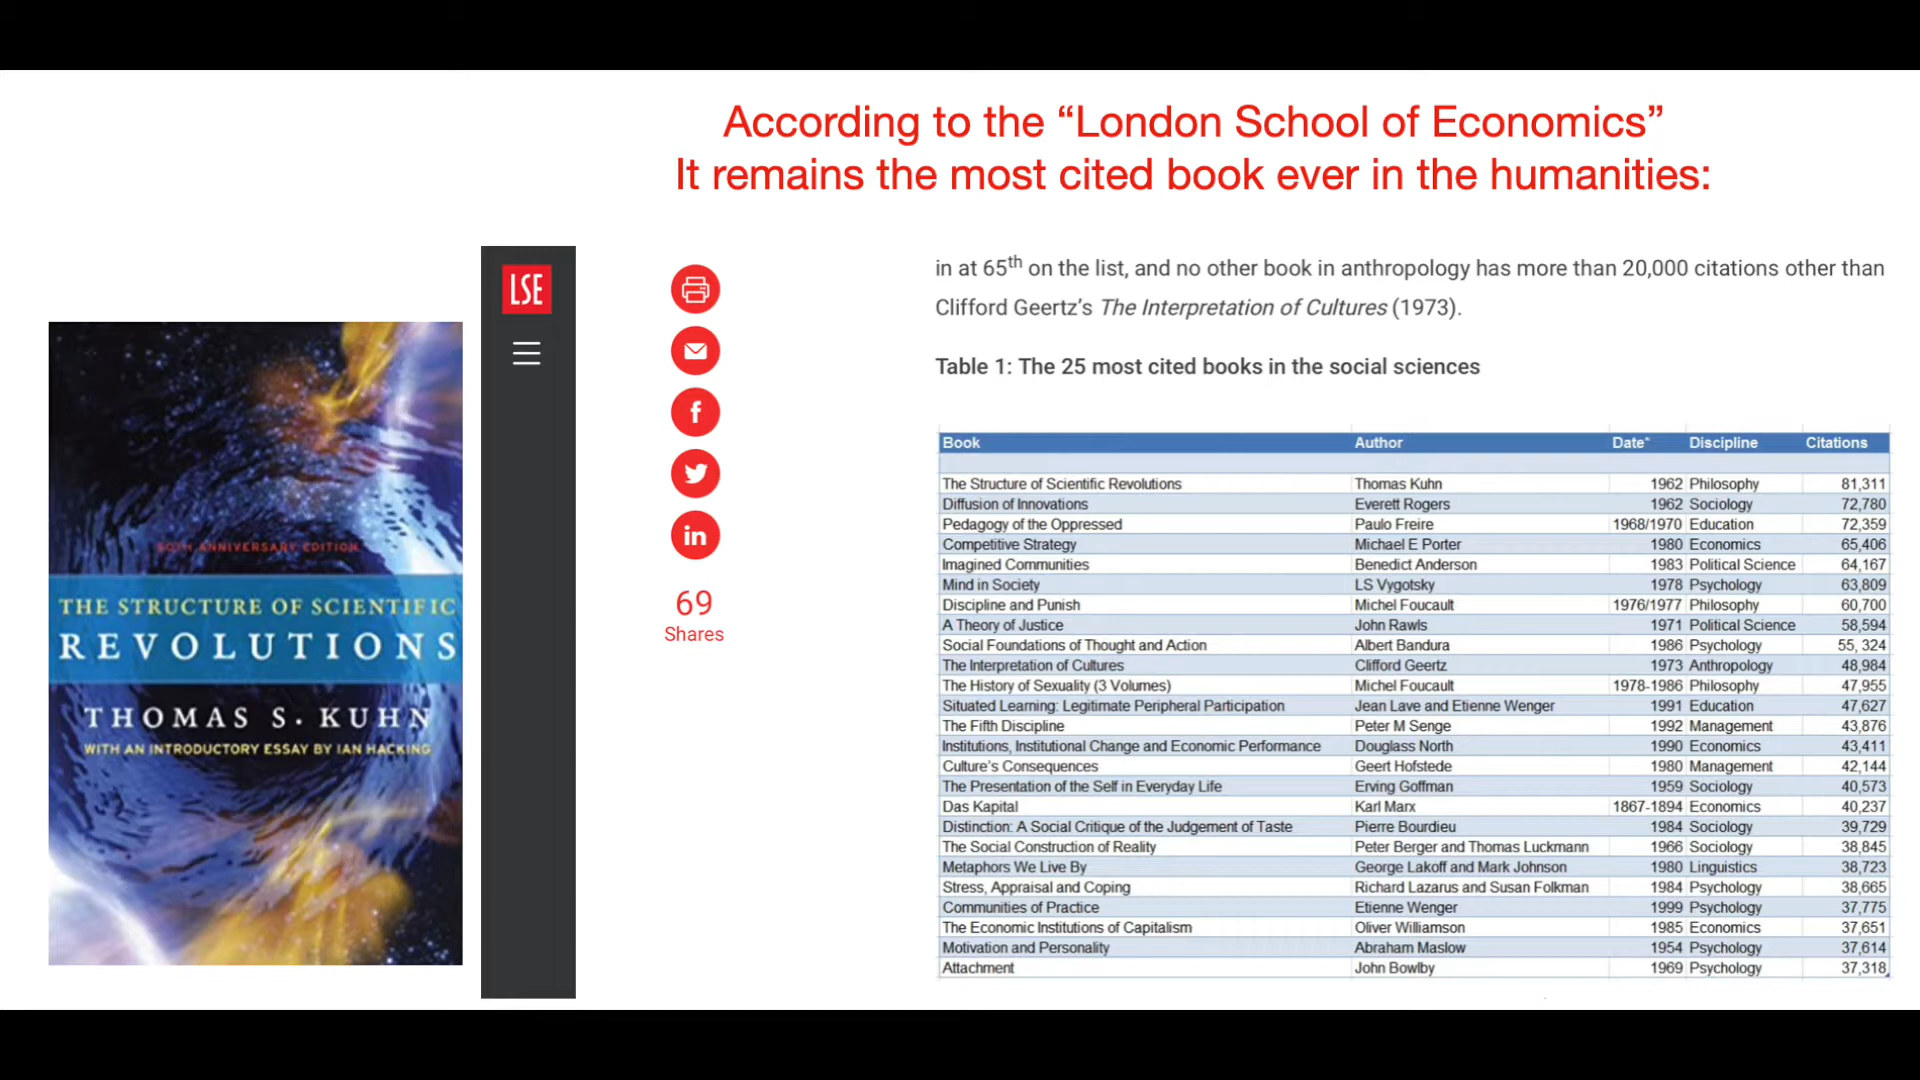 According to the “London School of Economics”
It remains the most cited book ever in the humanities:
LSE
in at 65th on the list, and no other book in anthropology has more than 20,000 citations other than
Clifford Geertz’s The Interpretation of Cultures (1973).
Table 1: The 25 most cited books in the social sciences
Book Author Date* Discipline Citations
The Structure of Scientific Revolutions Thomas Kuhn 1962 Philosophy 81,311
Diffusion of Innovations Everett Rogers 1962 Sociology 72,780
Pedagogy of the Oppressed Paulo Freire 1968/1970 Education 72,359
Competitive Strategy Michael E Porter 1980 Economics 65,406
Imagined Communities Benedict Anderson 1983 Political Science 64,167
Mind in Society LS Vygotsky 1978 Psychology 63,809
Discipline and Punish Michel Foucault 1976/1977 Philosophy 60,700
A Theory of Justice John Rawls 1971 Political Science 58,594
Social Foundations of Thought and Action Albert Bandura 1986 Psychology 55, 324
The Interpretation of Cultures Clifford Geertz 1973 Anthropology 48,984
The History of Sexuality (3 Volumes) Michel Foucault 1978-1986 Philosophy 47,955
Situated Learning: Legitimate Peripheral Participation Jean Lave and Etienne Wenger 1991 Education 47,627
The Fifth Discipline Peter M Senge 1992 Management 43,876
Institutions, Institutional Change and Economic Performance Douglass North 1990 Economics 43,411
Culture’s Consequences Geert Hofstede 1980 Management 42,144
The Presentation of the Self in Everyday Life Erving Goffman 1959 Sociology 40,573
Das Kapital Karl Marx 1867-1894 Economics 40,237
Distinction: A Social Critique of the Judgement of Taste Pierre Bourdieu 1984 Sociology 39,729
The Social Construction of Reality Peter Berger and Thomas Luckmann 1966 Sociology 38,845
Metaphors We Live By George Lakoff and Mark Johnson 1980 Linguistics 38,723
Stress, Appraisal and Coping Richard Lazarus and Susan Folkman 1984 Psychology 38,665
Communities of Practice Etienne Wenger 1999 Psychology 37,775
The Economic Institutions of Capitalism Oliver Williamson 1985 Economics 37,651
Motivation and Personality Abraham Maslow 1954 Psychology 37,614
Attachment John Bowlby 1969 Psychology 37,318
f
in
69
Shares
50TH ANNIVERSARY EDITION
THE STRUCTURE OF SCIENTIFIC
REVOLUTIONS
THOMAS S. KUHN
WITH AN INTRODUCTORY ESSAY BY IAN HACKING